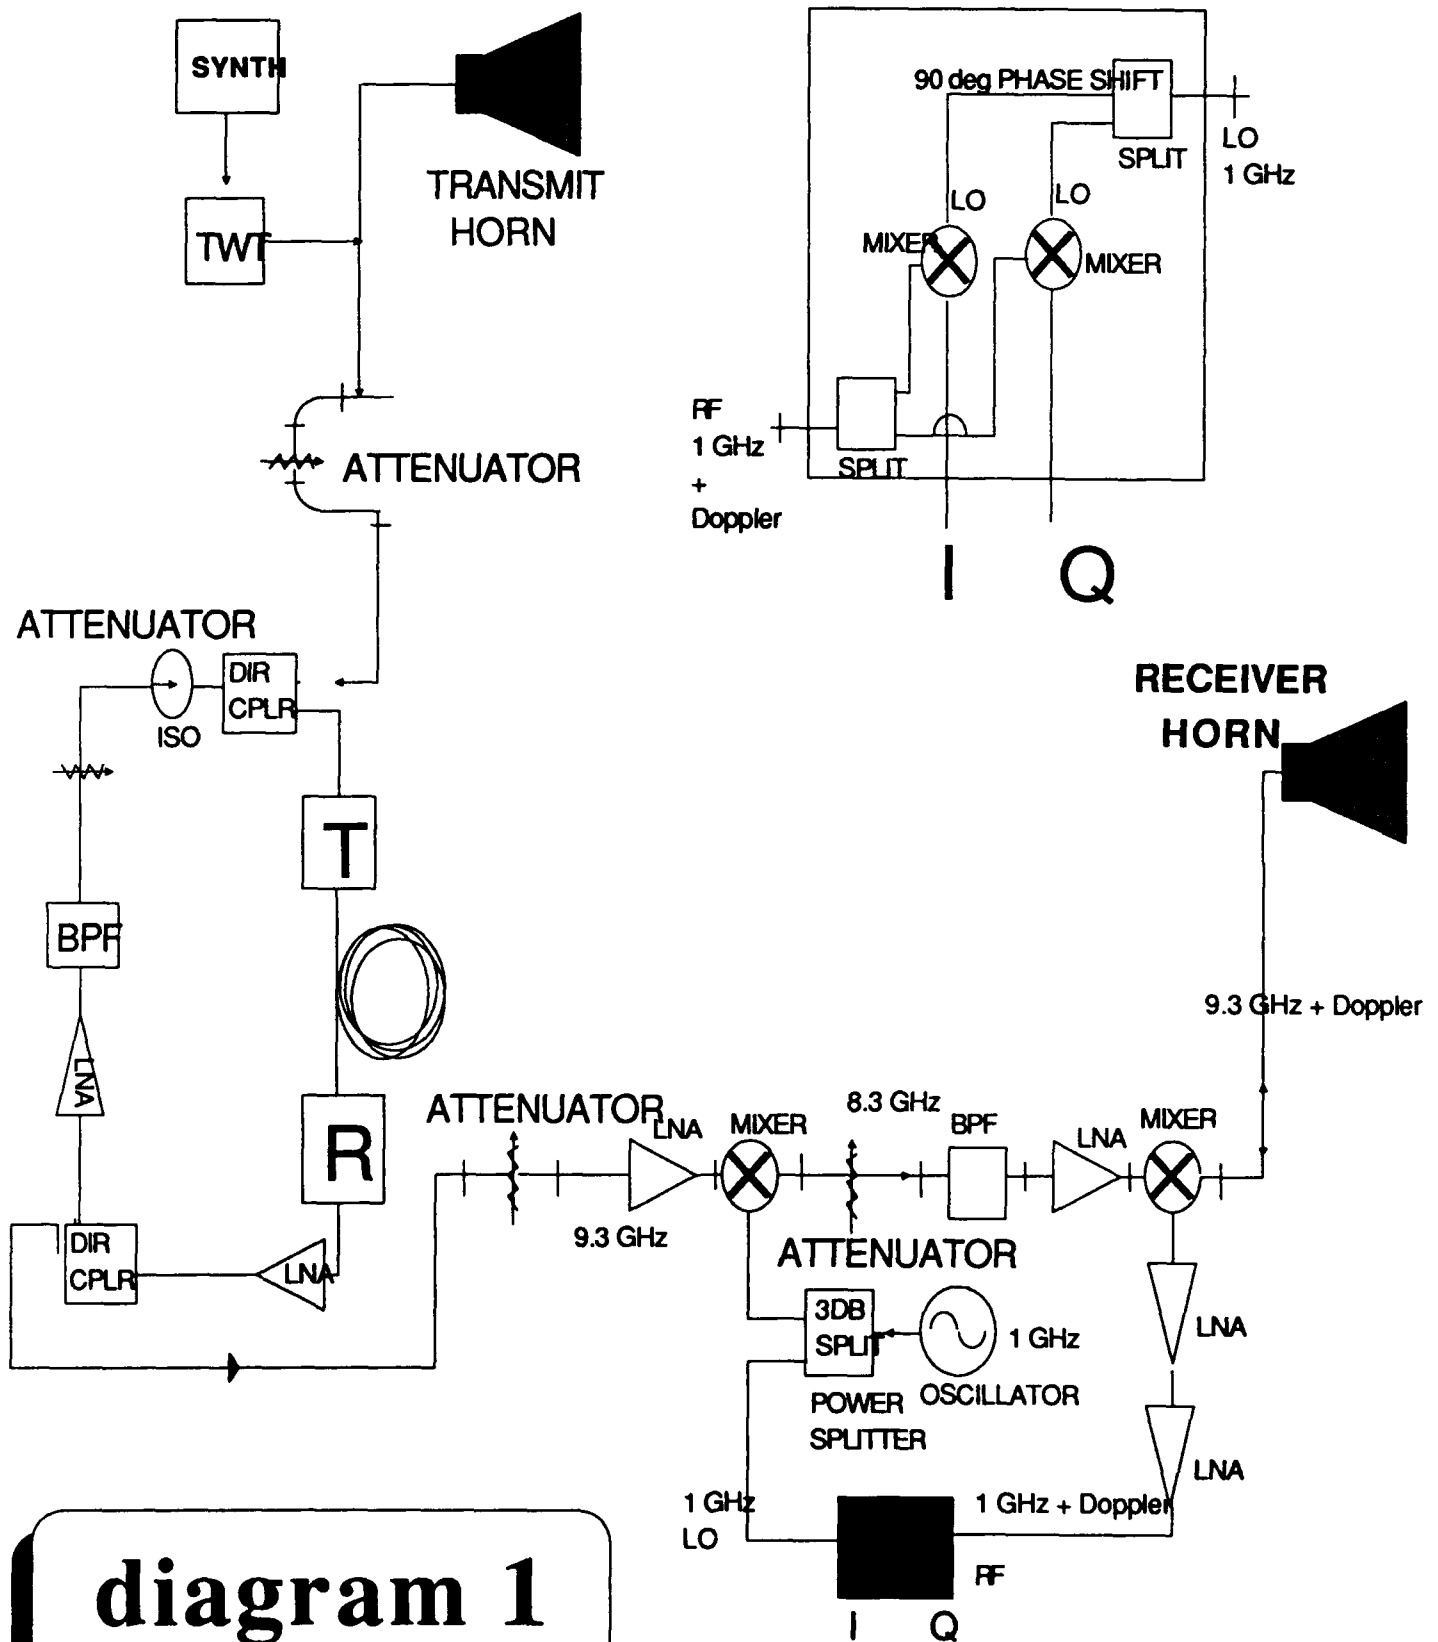 SYNTH
TWT
TRANSMIT
HORN
ATTENUATOR
90 deg PHASE SHIFT
SPLIT
LO
1 GHz
LO
LO
MIXER
MIXER
RF
1 GHz
+
Doppler
SPLIT
I
Q
ATTENUATOR
ISO
DIR
CPLR
T
BPF
LNA
R
DIR
CPLR
LNA
RECEIVER
HORN
9.3 GHz + Doppler
ATTENUATOR
LNA
9.3 GHz
MIXER
8.3 GHz
ATTENUATOR
BPF
LNA
MIXER
3DB
SPLIT
POWER
SPLITTER
1 GHz
OSCILLATOR
LNA
LNA
1 GHz
LO
1 GHz + Doppler
RF
I
Q
diagram 1